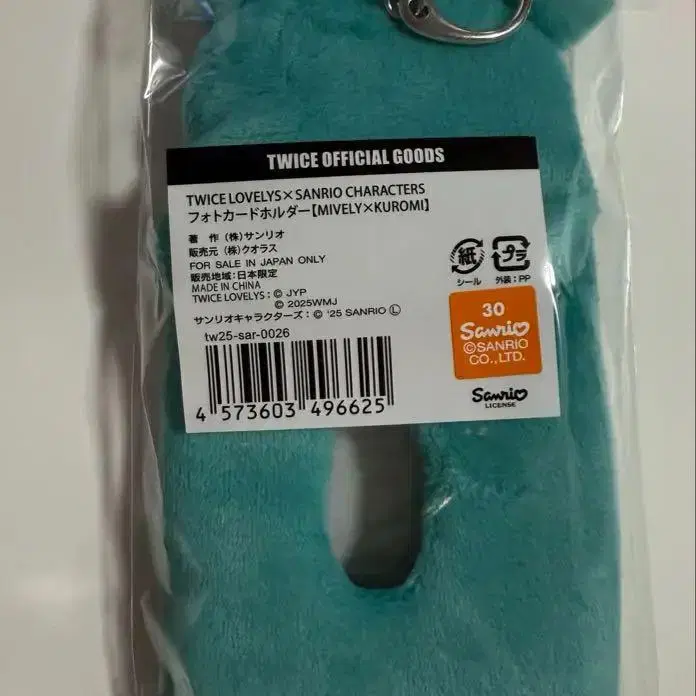 TWICE OFFICIAL GOODS
TWICE LOVELYS×SANRIO CHARACTERS
フォトカードホルダー【MIVELY×KUROMI】
著 作 (株)サンリオ
販売元 (株)クオラス
FOR SALE IN JAPAN ONLY
販売地域:日本限定
MADE IN CHINA
TWICE LOVELYS:© JYP
© 2025WMJ
サンリオキャラクターズ:© '25 SANRIO Ⓛ
紙
シール
プラ
外装:PP
30
Sanrio
©SANRIO
CO.,LTD.
Sanrio
LICENSE
tw25-sar-0026
4 573603 496625